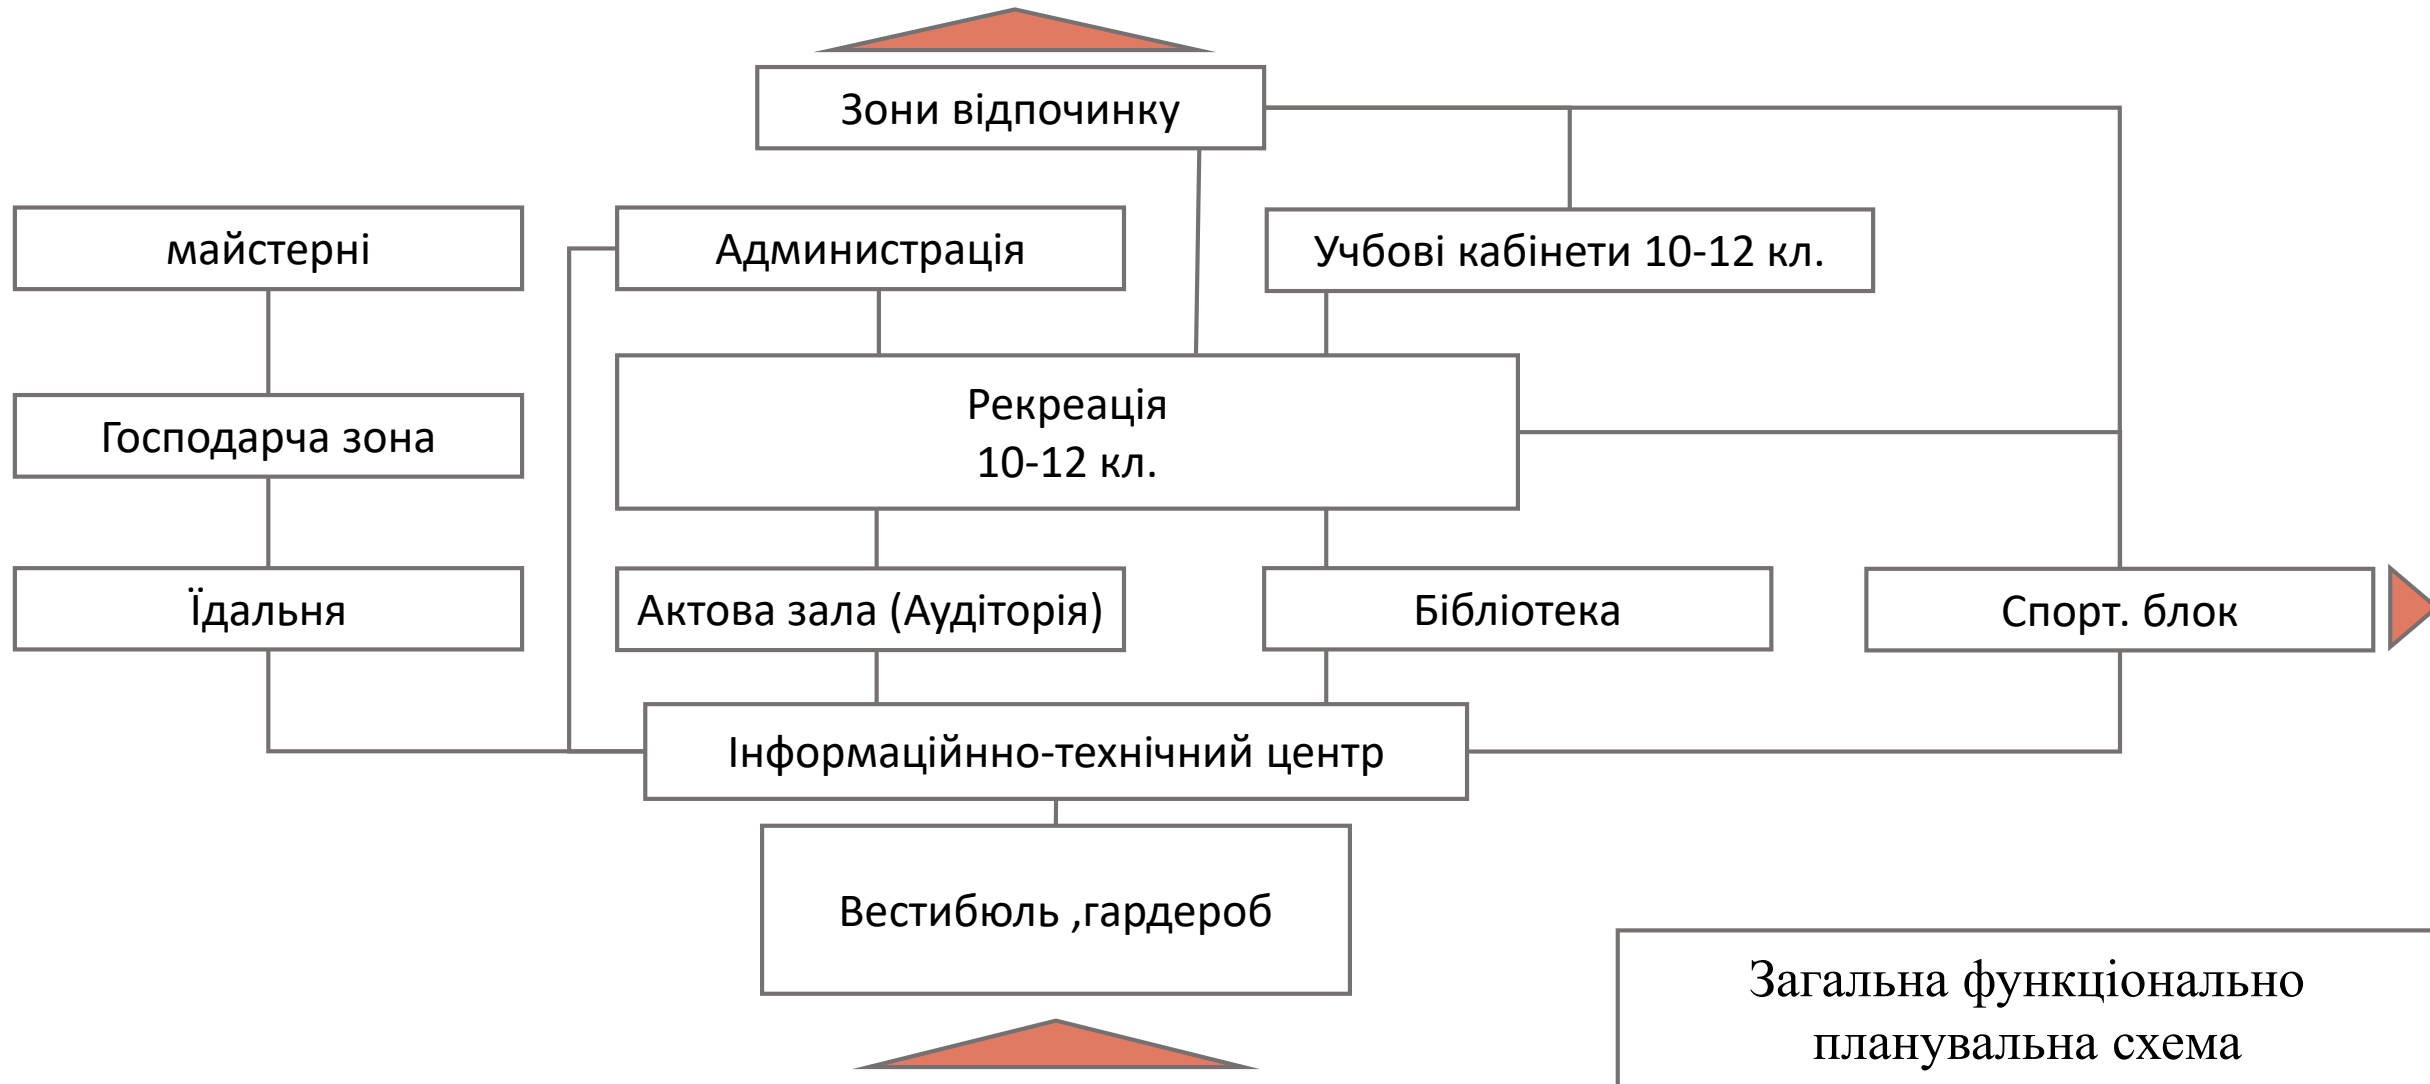 Зони відпочинку
майстерні
Администрація
Учбові кабінети 10-12 кл.
Рекреація
10-12 кл.
Господарча зона
Їдальня
Актова зала (Аудіторія)
Бібліотека
Спорт. блок
Інформаційнно-технічний центр
Вестибюль ,гардероб
Загальна функціонально
планувальна схема